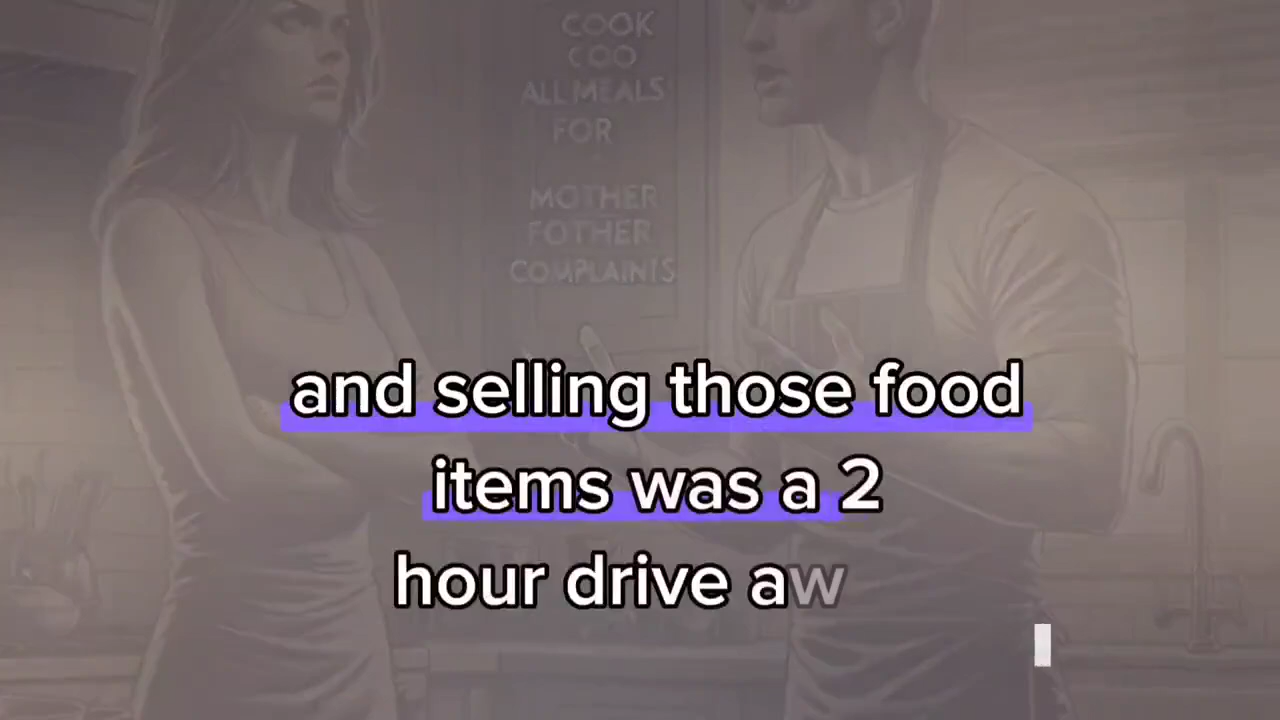 COOK
COO
ALL MEALS
FOR
MOTHER
FOTHER
COMPLAINTS
and selling those food
items was a 2
hour drive aw